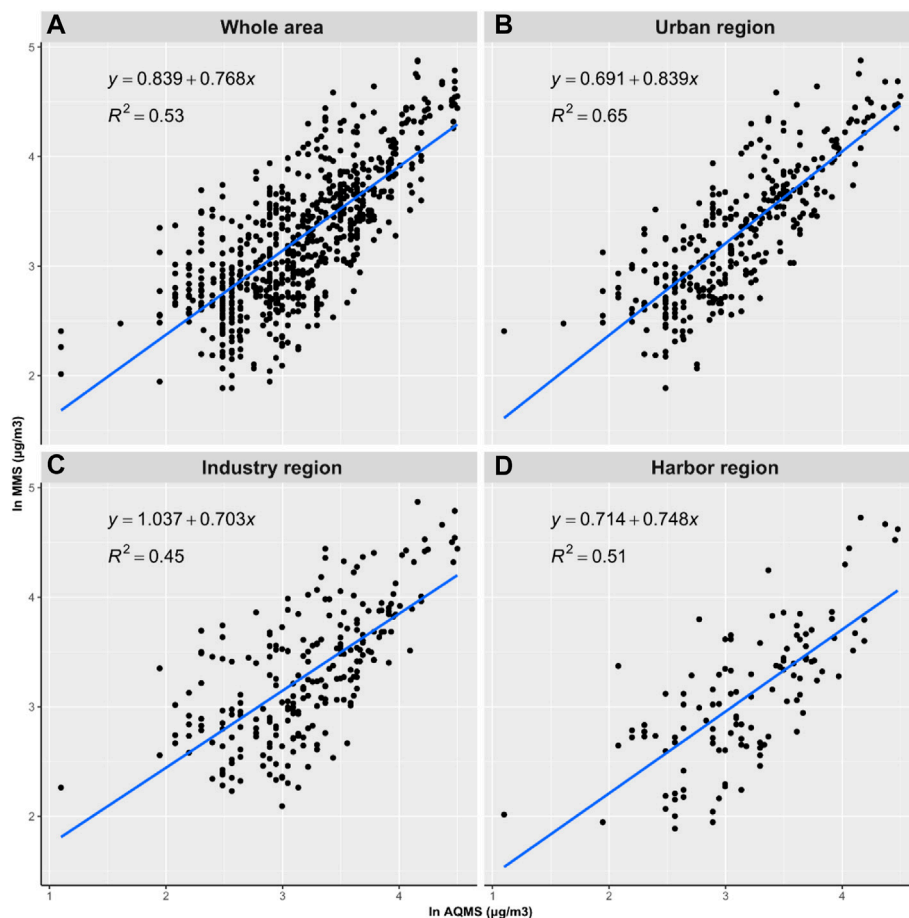 A Whole area
y = 0.839 + 0.768x
R² = 0.53
B Urban region
y = 0.691 + 0.839x
R² = 0.65
5
4
3
2
ln MMS (µg/m3)
C Industry region
y = 1.037 + 0.703x
R² = 0.45
D Harbor region
y = 0.714 + 0.748x
R² = 0.51
5
4
3
2
1 2 3 4 1 2 3 4
ln AQMS (µg/m3)